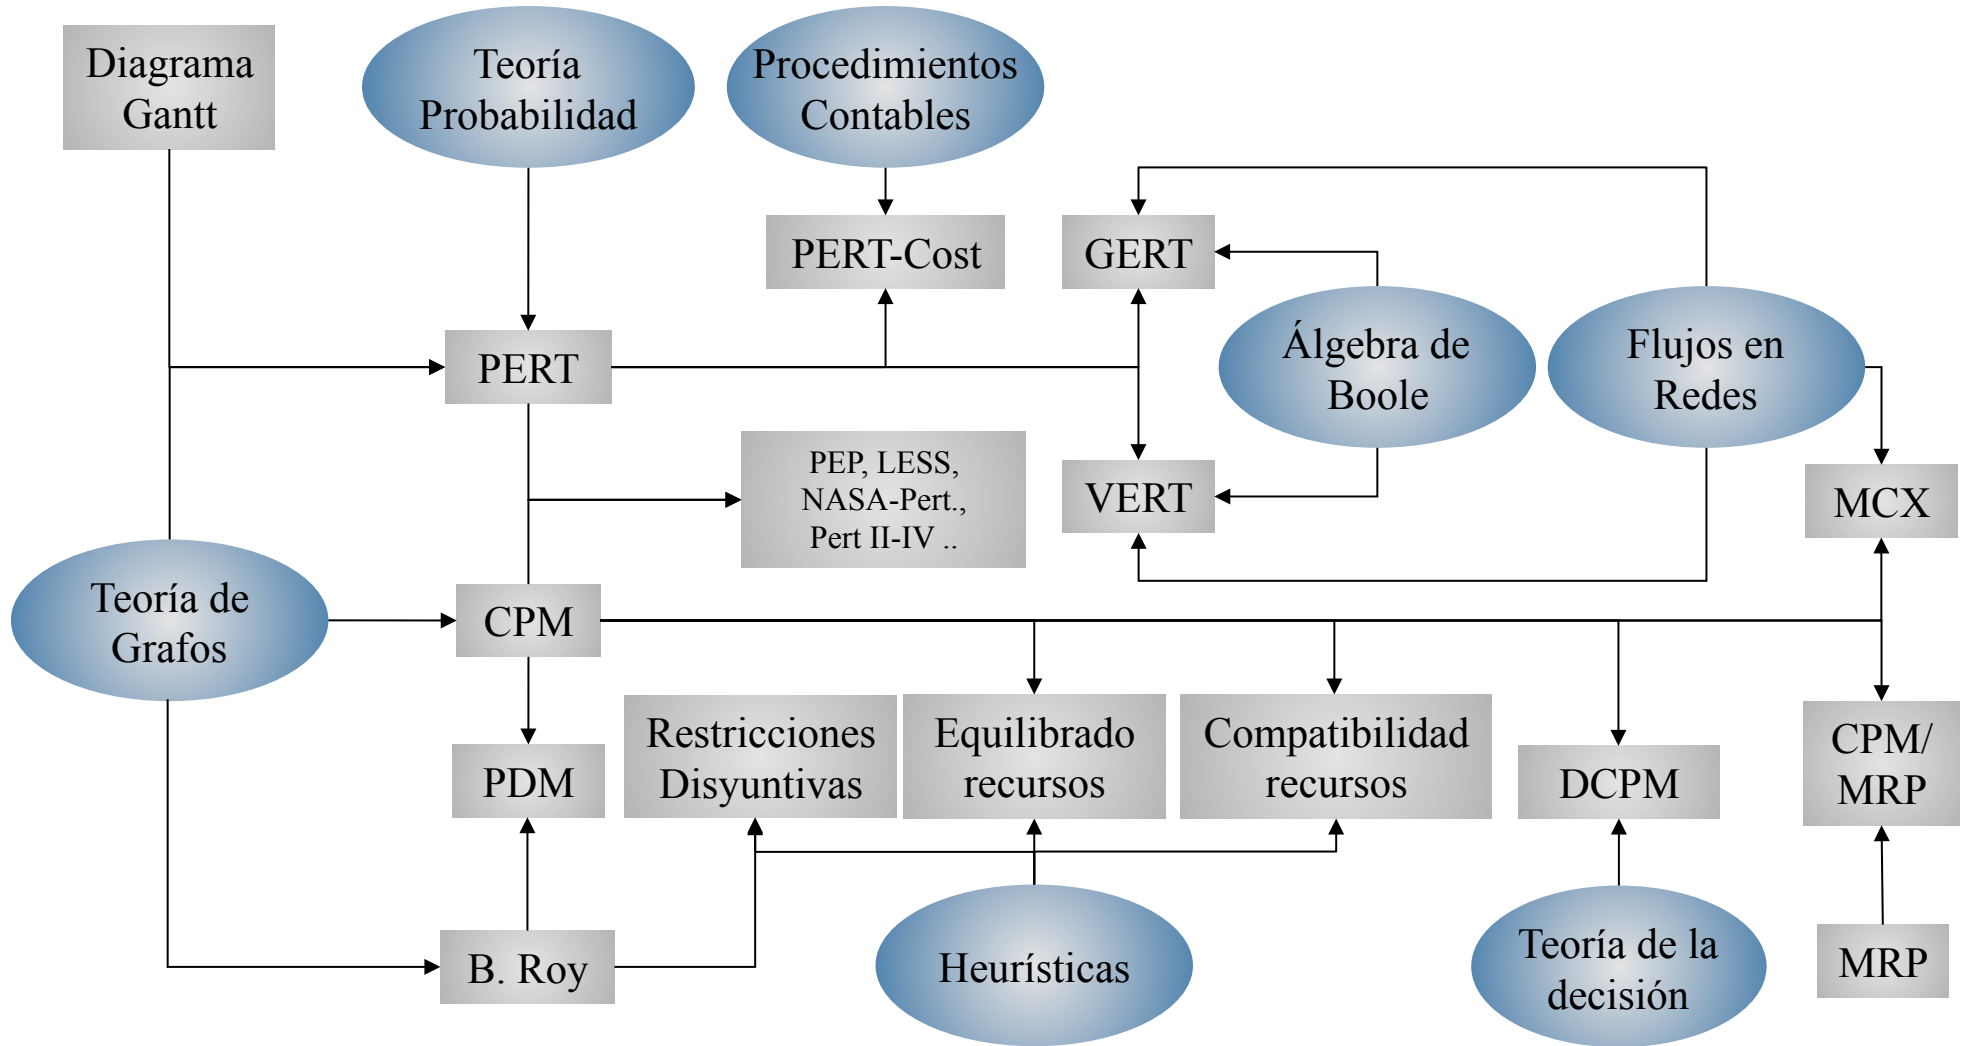 Diagrama
Gantt
Teoría
Probabilidad
Procedimientos
Contables
PERT-Cost
GERT
PERT
Álgebra de
Boole
Flujos en
Redes
PEP, LESS,
NASA-Pert.,
Pert II-IV ..
VERT
MCX
Teoría de
Grafos
CPM
PDM
Restricciones
Disyuntivas
Equilibrado
recursos
Compatibilidad
recursos
DCPM
CPM/
MRP
B. Roy
Heurísticas
Teoría de la
decisión
MRP